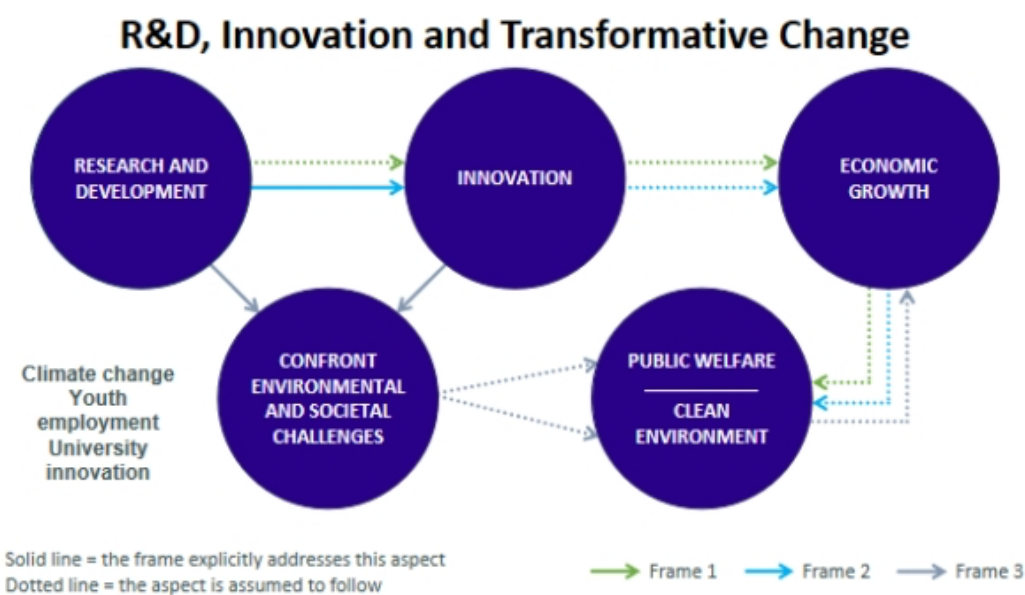 R&D, Innovation and Transformative Change
RESEARCH AND
DEVELOPMENT
INNOVATION
ECONOMIC
GROWTH
Climate change
Youth
employment
University
innovation
CONFRONT
ENVIRONMENTAL
AND SOCIETAL
CHALLENGES
PUBLIC WELFARE
CLEAN
ENVIRONMENT
Solid line = the frame explicitly addresses this aspect
Dotted line = the aspect is assumed to follow
Frame 1
Frame 2
Frame 3